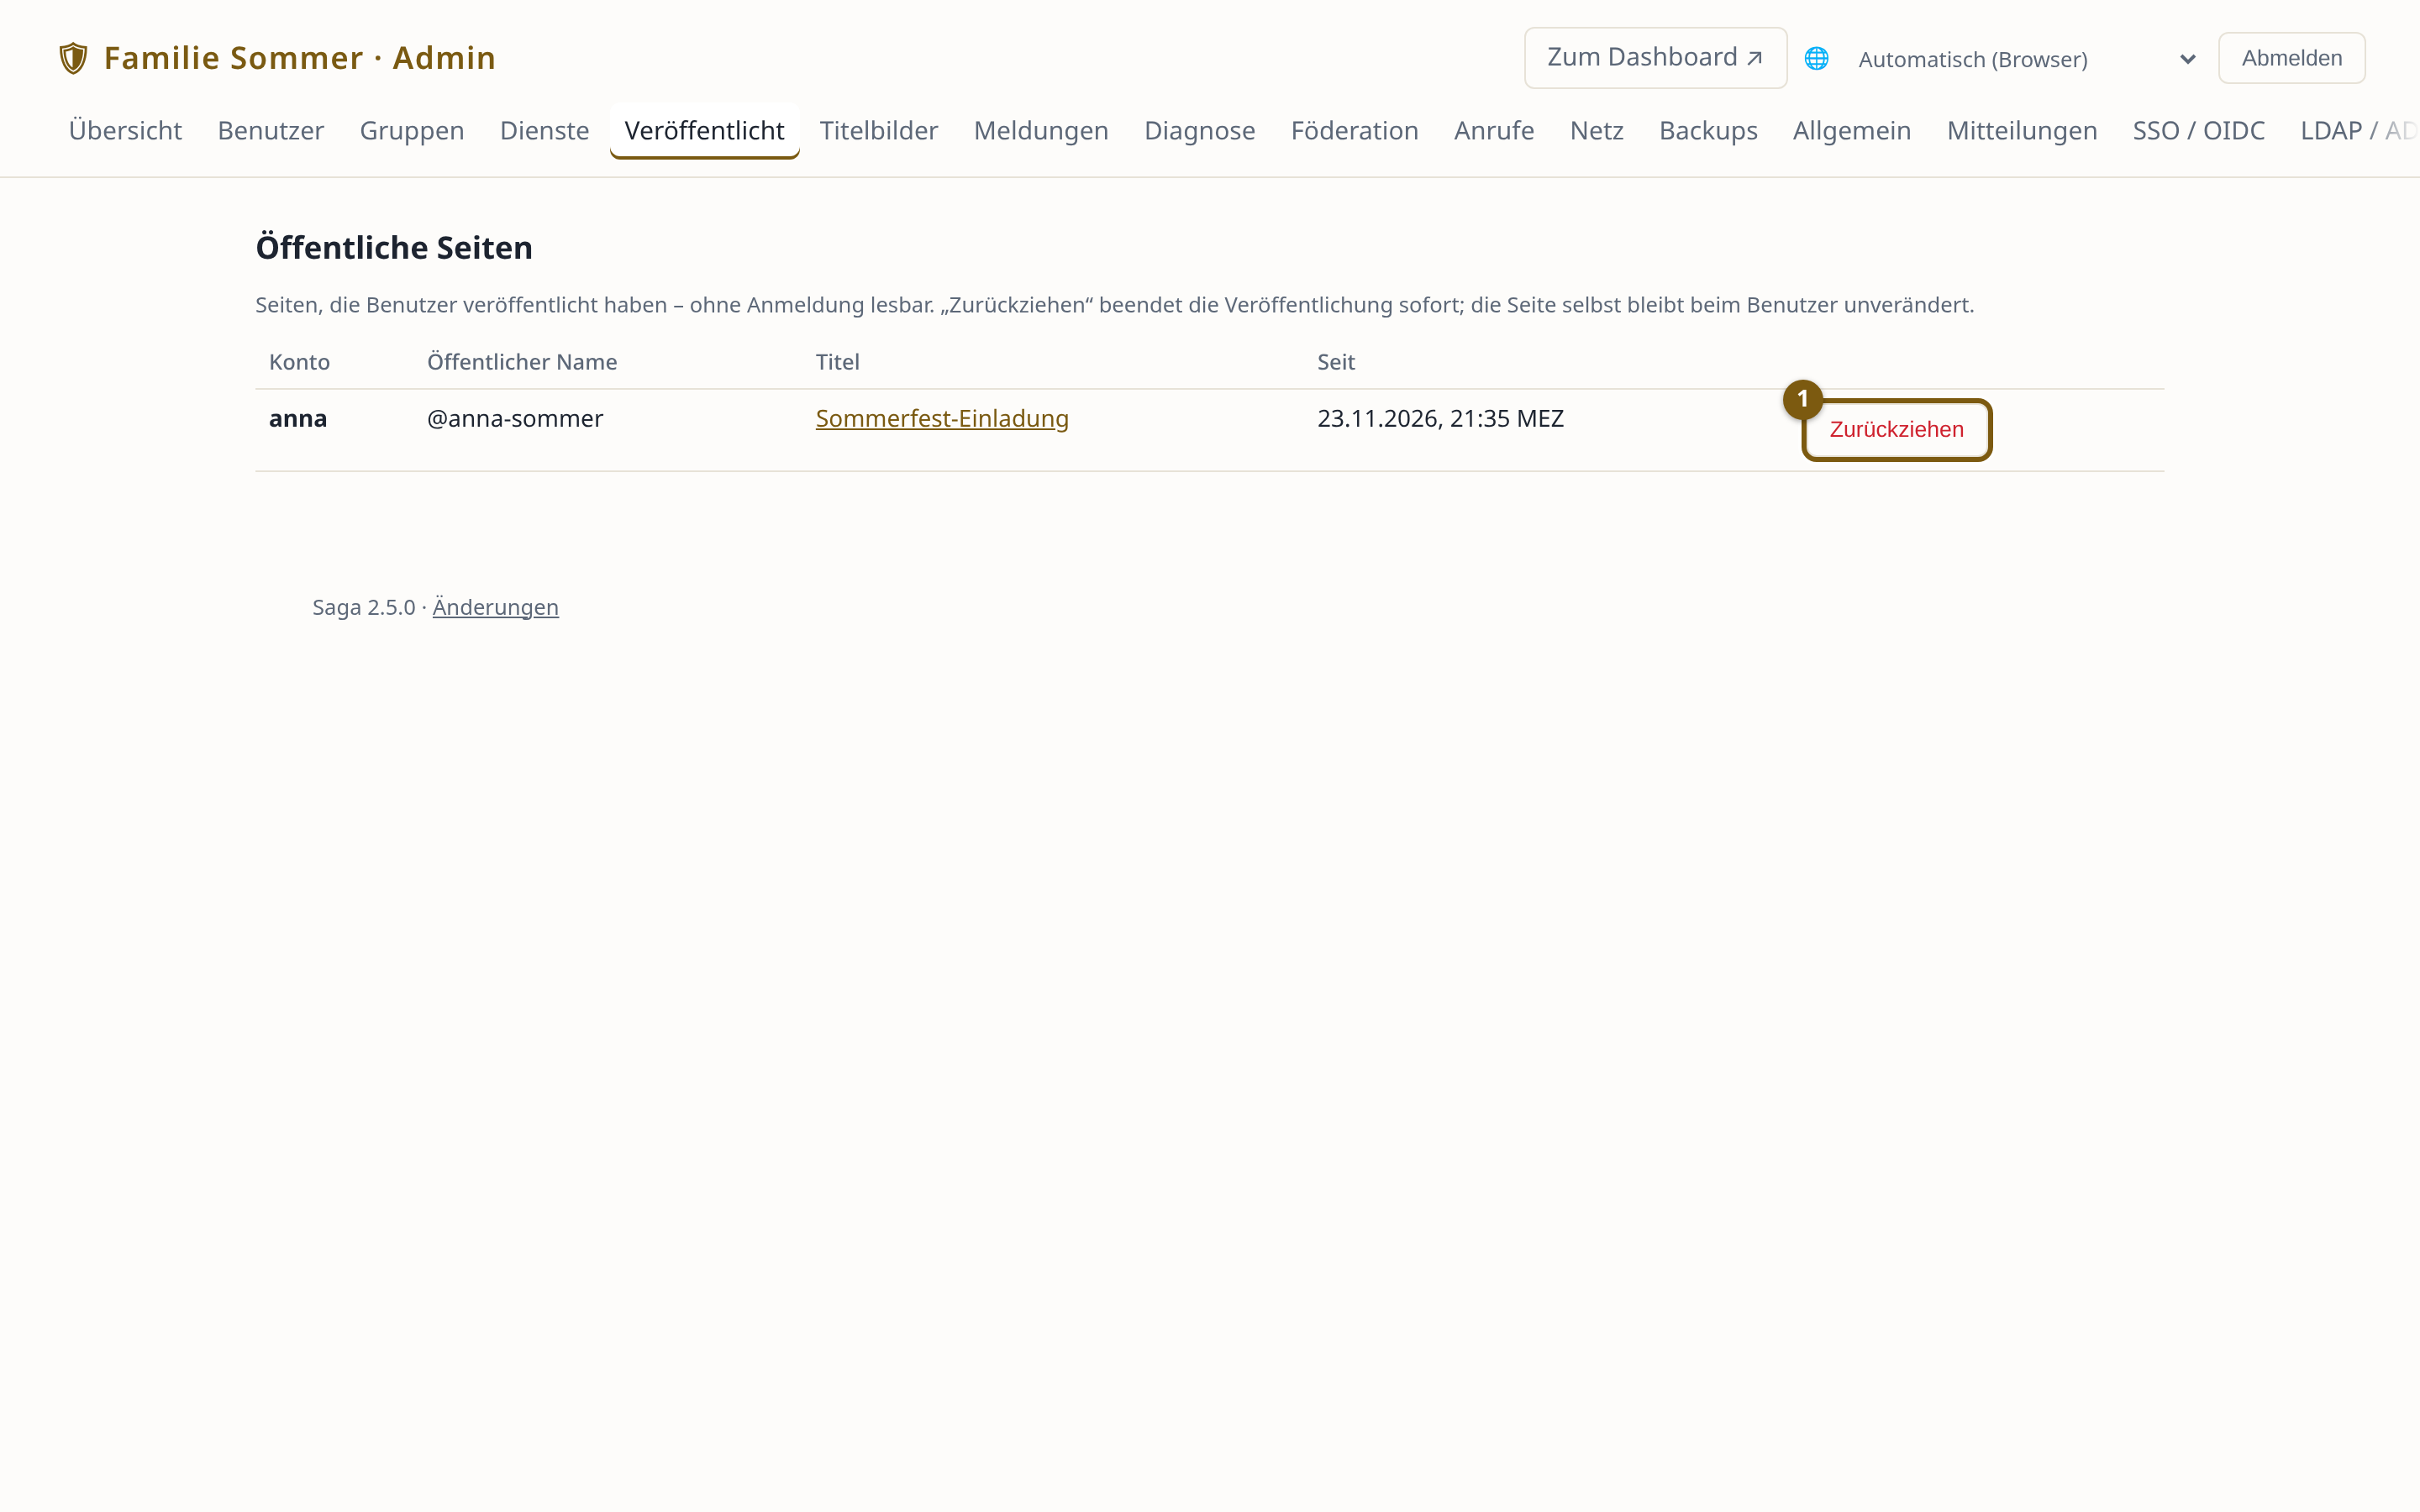 Familie Sommer · Admin
Zum Dashboard ↗
Automatisch (Browser)
Abmelden
Übersicht Benutzer Gruppen Dienste Veröffentlicht Titelbilder Meldungen Diagnose Föderation Anrufe Netz Backups Allgemein Mitteilungen SSO / OIDC LDAP / AD
Öffentliche Seiten
Seiten, die Benutzer veröffentlicht haben – ohne Anmeldung lesbar. „Zurückziehen“ beendet die Veröffentlichung sofort; die Seite selbst bleibt beim Benutzer unverändert.
Konto Öffentlicher Name Titel Seit
anna @anna-sommer Sommerfest-Einladung 23.11.2026, 21:35 MEZ 1 Zurückziehen
Saga 2.5.0 · Änderungen